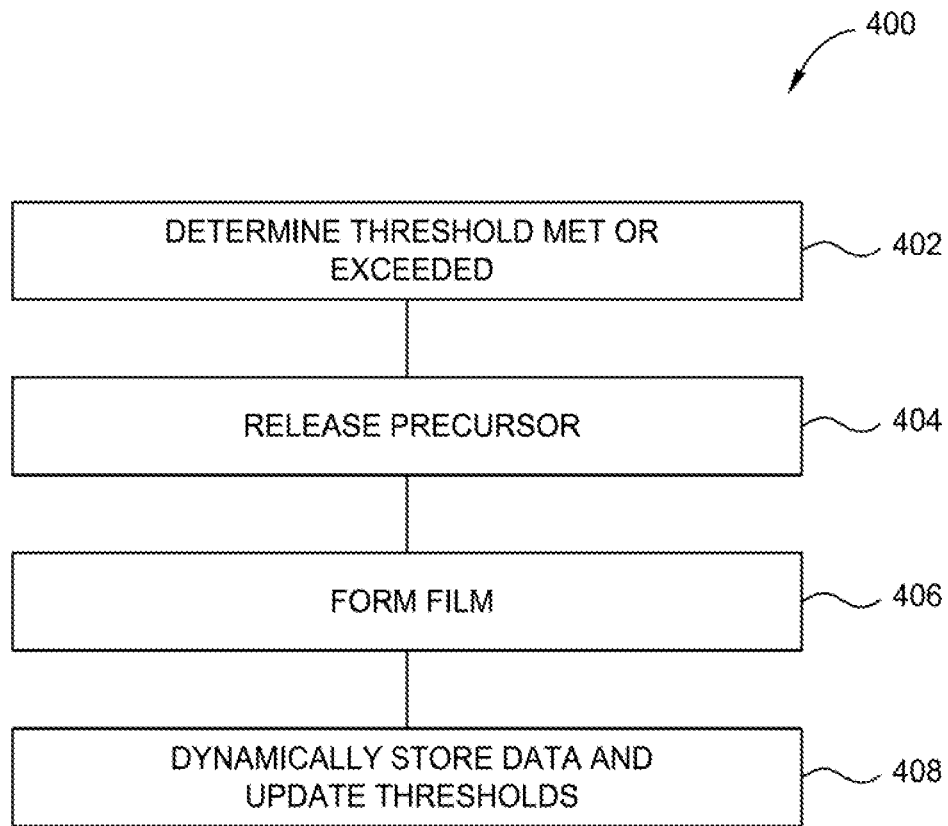 400
DETERMINE THRESHOLD MET OR
EXCEEDED
402
RELEASE PRECURSOR
404
FORM FILM
406
DYNAMICALLY STORE DATA AND
UPDATE THRESHOLDS
408